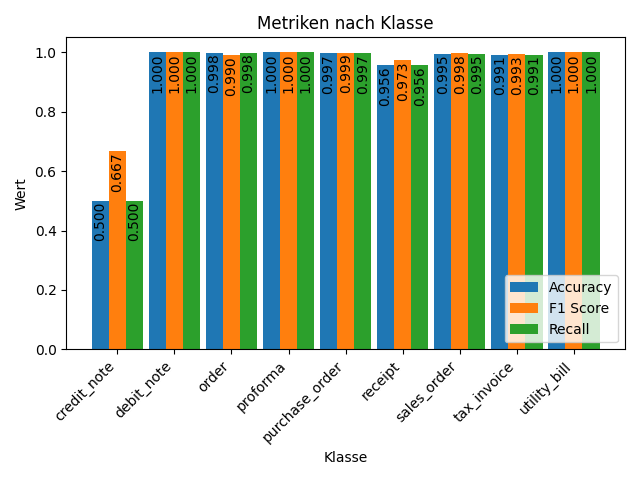 Metriken nach Klasse
Wert
1.0
0.8
0.6
0.4
0.2
0.0
0.500
0.667
0.500
1.000
1.000
1.000
0.998
0.990
0.998
1.000
1.000
1.000
0.997
0.999
0.997
0.956
0.973
0.956
0.995
0.998
0.995
0.991
0.993
0.991
1.000
1.000
1.000
Accuracy
F1 Score
Recall
credit_note
debit_note
order
proforma
purchase_order
receipt
sales_order
tax_invoice
utility_bill
Klasse